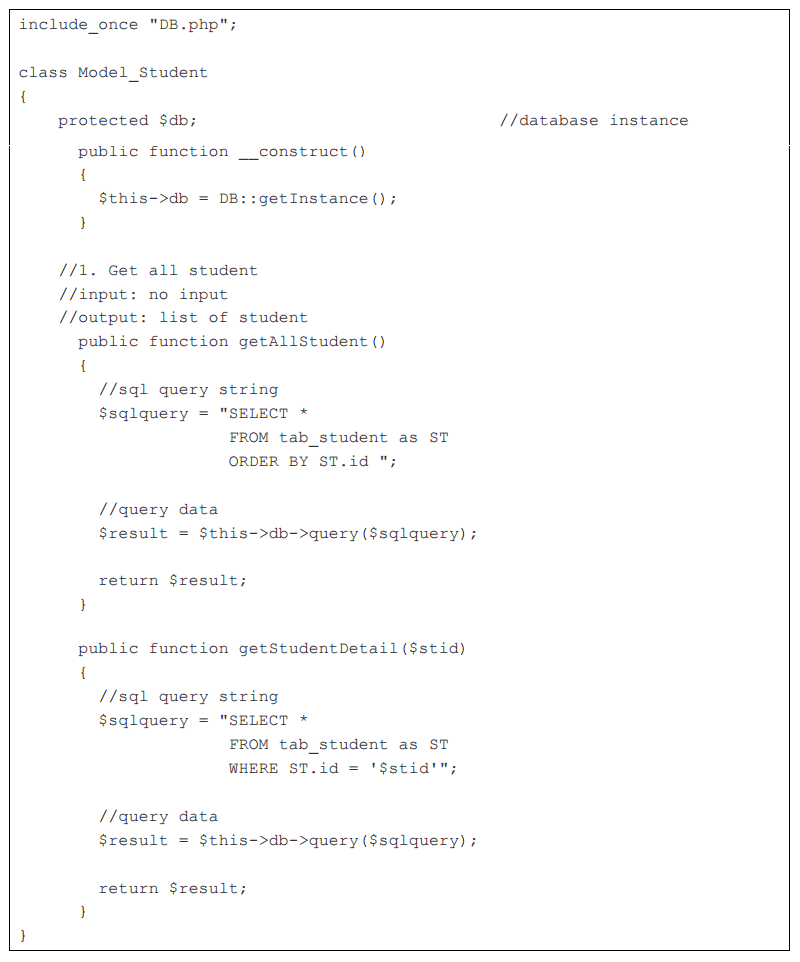 include_once "DB.php";
class Model_Student
{
protected $db; //database instance
public function __construct()
{
$this->db = DB::getInstance();
}
//1. Get all student
//input: no input
//output: list of student
public function getAllStudent()
{
//sql query string
$sqlquery = "SELECT *
FROM tab_student as ST
ORDER BY ST.id ";
//query data
$result = $this->db->query($sqlquery);
return $result;
}
public function getStudentDetail($stid)
{
//sql query string
$sqlquery = "SELECT *
FROM tab_student as ST
WHERE ST.id = '$stid'";
//query data
$result = $this->db->query($sqlquery);
return $result;
}
}